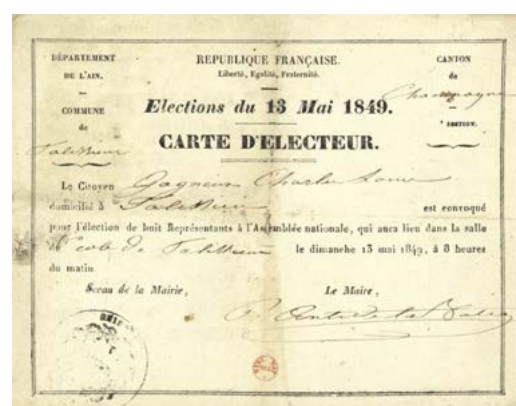 DÉPARTEMENT
DE L'AIN.
COMMUNE
de
Talissieu
REPUBLIQUE FRANÇAISE.
Liberté, Egalité, Fraternité.
CANTON
de
Champagne
SECTION.
Elections du 13 Mai 1849.
CARTE D'ELECTEUR.
Le Citoyen Gagneur Charles Louis
domicilié à Talissieu est convoqué
pour l'élection de huit Représentants à l'Assemblée nationale, qui aura lieu dans la salle
de Talissieu le dimanche 13 mai 1849, à 8 heures
du matin.
Sceau de la Mairie,
Le Maire,